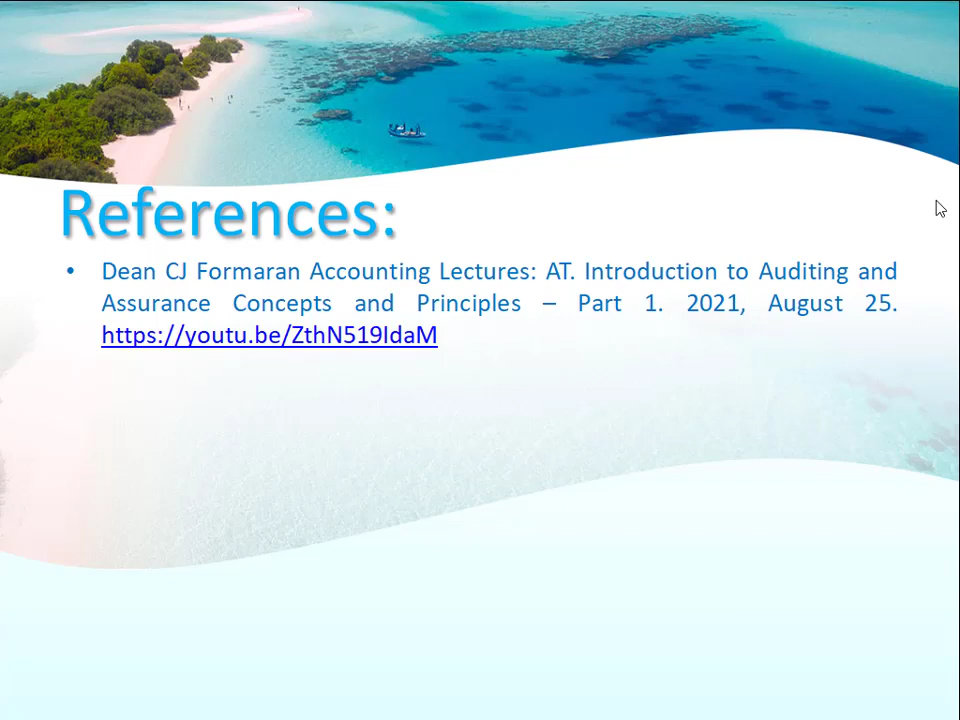 References:
• Dean CJ Formaran Accounting Lectures: AT. Introduction to Auditing and
Assurance Concepts and Principles – Part 1. 2021, August 25.
https://youtu.be/ZthN519IdaM